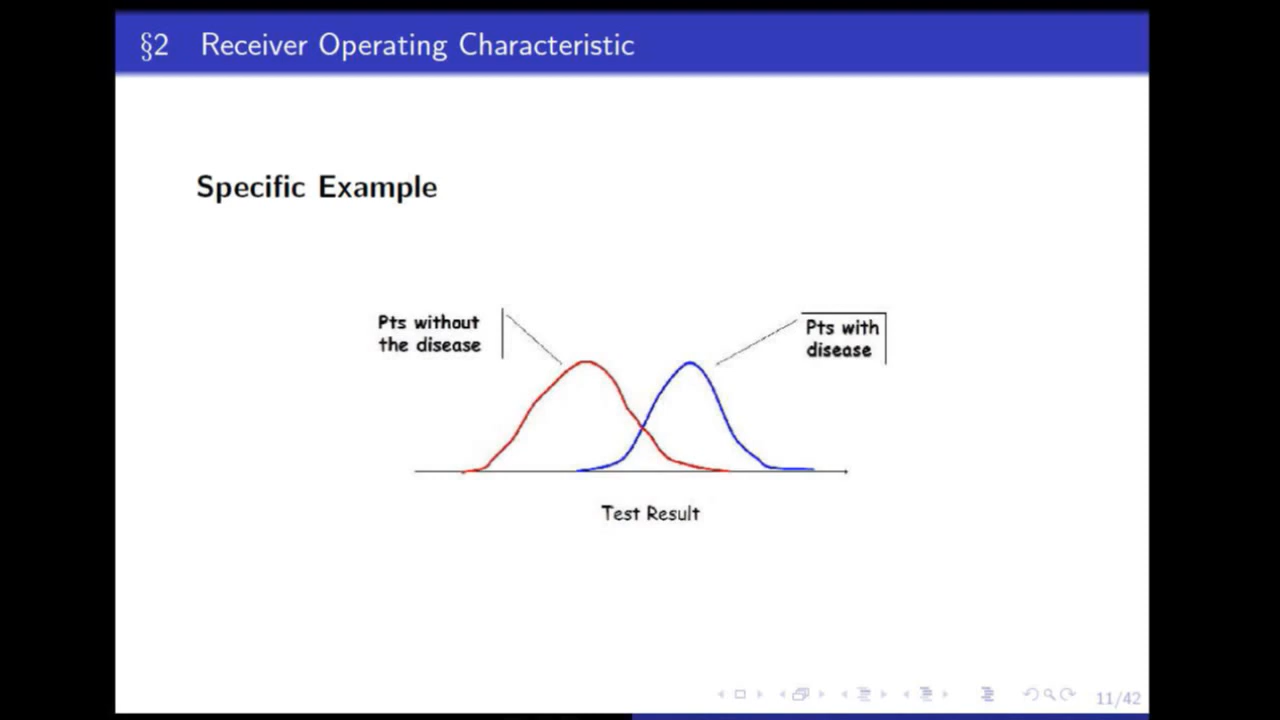 §2 Receiver Operating Characteristic
Specific Example
Pts without
the disease
Pts with
disease
Test Result
11/42